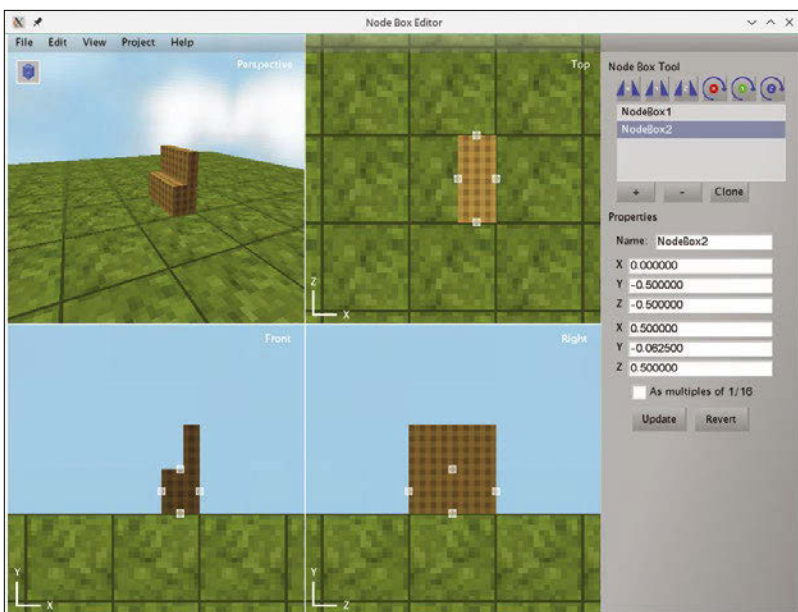 Node Box Editor
File Edit View Project Help
Perspective
Top
Z
X
Front
Y
X
Right
Y
Z
Node Box Tool
NodeBox1
NodeBox2
+ - Clone
Properties
Name: NodeBox2
X 0.000000
Y -0.500000
Z -0.500000
X 0.500000
Y -0.062500
Z 0.500000
As multiples of 1/16
Update Revert